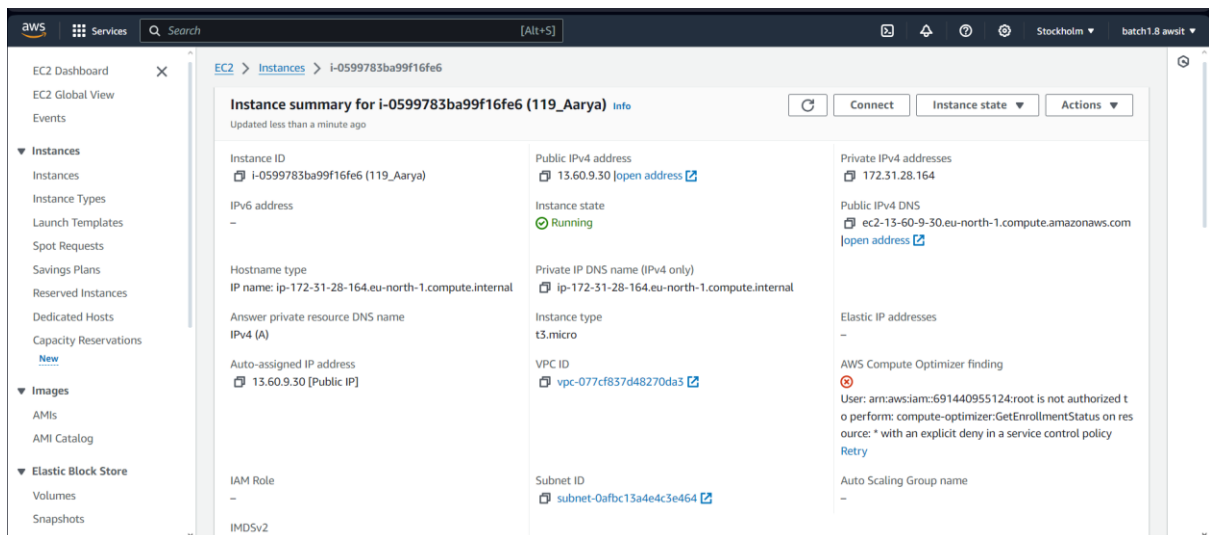 aws
Services
Search
[Alt+S]
Stockholm ▼
batch1.8 awsit ▼
EC2 Dashboard
EC2 Global View
Events
▼ Instances
Instances
Instance Types
Launch Templates
Spot Requests
Savings Plans
Reserved Instances
Dedicated Hosts
Capacity Reservations
New
▼ Images
AMIs
AMI Catalog
▼ Elastic Block Store
Volumes
Snapshots
EC2 > Instances > i-0599783ba99f16fe6
Instance summary for i-0599783ba99f16fe6 (119_Aarya) Info
Updated less than a minute ago
Connect
Instance state ▼
Actions ▼
Instance ID
i-0599783ba99f16fe6 (119_Aarya)
Public IPv4 address
13.60.9.30 |open address
Private IPv4 addresses
172.31.28.164
IPv6 address
–
Instance state
Running
Public IPv4 DNS
ec2-13-60-9-30.eu-north-1.compute.amazonaws.com
|open address
Hostname type
IP name: ip-172-31-28-164.eu-north-1.compute.internal
Private IP DNS name (IPv4 only)
ip-172-31-28-164.eu-north-1.compute.internal
Answer private resource DNS name
IPv4 (A)
Instance type
t3.micro
Elastic IP addresses
–
Auto-assigned IP address
13.60.9.30 [Public IP]
VPC ID
vpc-077cf837d48270da3
AWS Compute Optimizer finding
User: arn:aws:iam::691440955124:root is not authorized t
o perform: compute-optimizer:GetEnrollmentStatus on res
ource: * with an explicit deny in a service control policy
Retry
IAM Role
–
Subnet ID
subnet-0afbc13a4e4c3e464
Auto Scaling Group name
–
IMDSv2